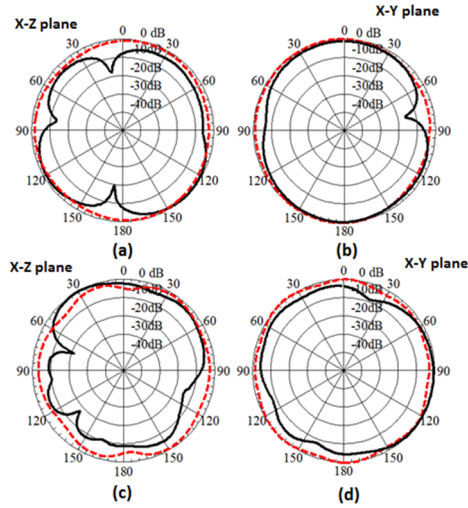 X-Z plane
X-Y plane
0 0 dB
30 -10dB 30
-20dB
60 -30dB 60
-40dB
90 90
120 120
150 150
180
(a)
0 0 dB
30 -10dB 30
-20dB
60 -30dB 60
-40dB
90 90
120 120
150 150
180
(b)
X-Z plane
X-Y plane
0 0 dB
30 -10dB 30
-20dB
60 -30dB 60
-40dB
90 90
120 120
150 150
180
(c)
0 0 dB
30 -10dB 30
-20dB
60 -30dB 60
-40dB
90 90
120 120
150 150
180
(d)